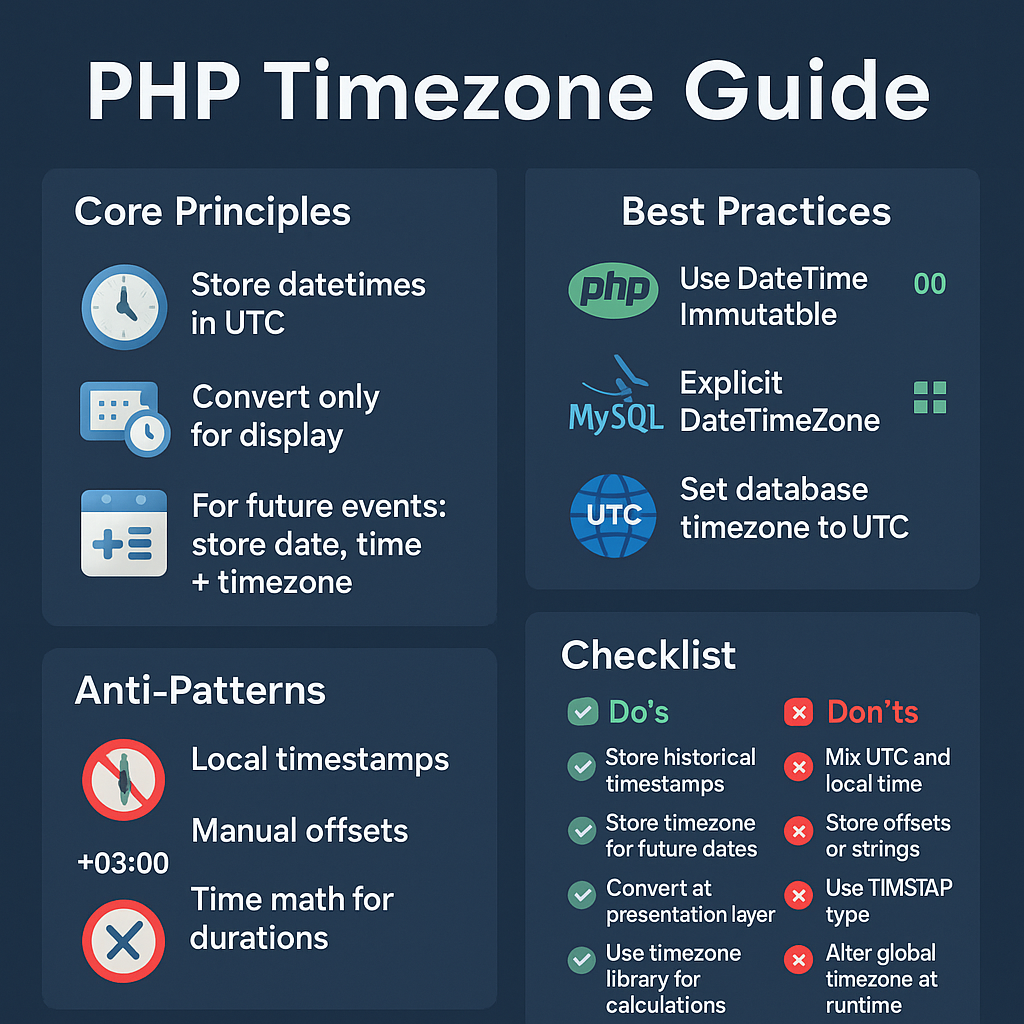 PHP Timezone Guide
Core Principles
Store datetimes
in UTC
Convert only
for display
For future events:
store date, time
+ timezone
Best Practices
php
Use DateTime
Immutatble
00
MySQL
Explicit
DateTimeZone
UTC
Set database
timezone to UTC
Anti-Patterns
Local timestamps
Manual offsets
+03:00
Time math for
durations
Checklist
Do's
Store historical
timestamps
Store timezone
for future dates
Convert at
presentation layer
Use timezone
library for
calculations
Don'ts
Mix UTC and
local time
Store offsets
or strings
Use TIMSTAP
type
Alter global
timezone at
runtime